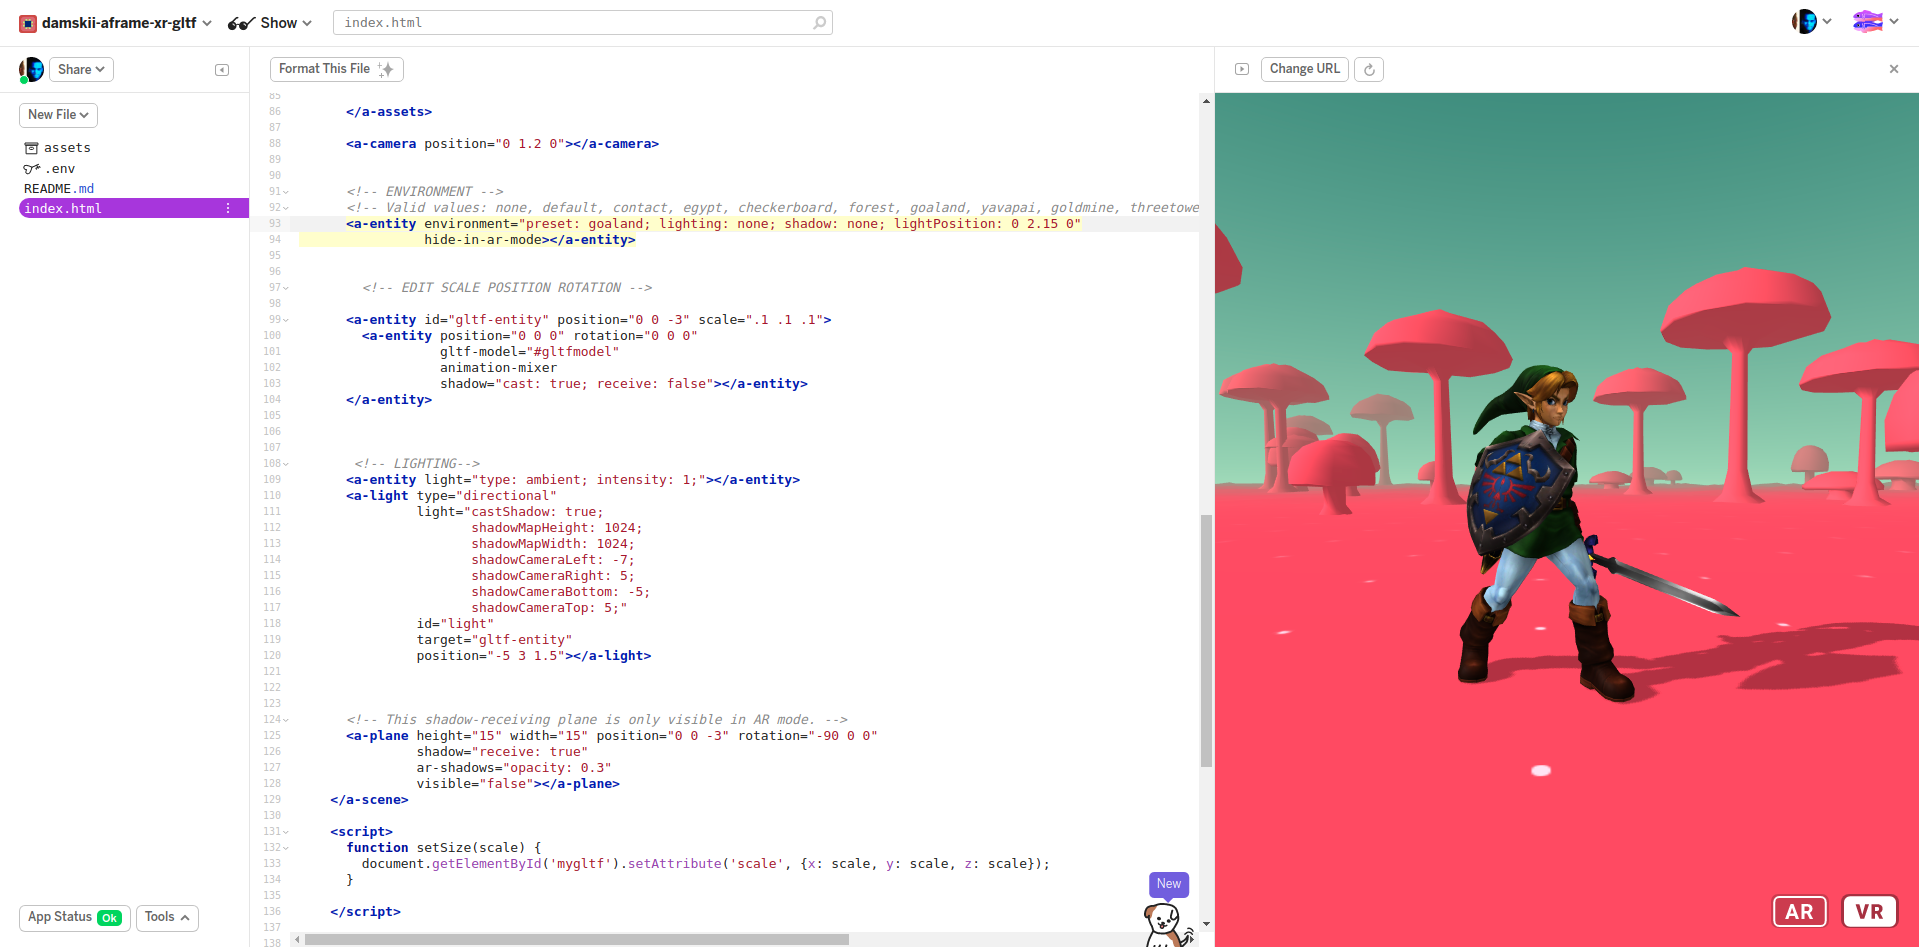 damskii-aframe-xr-gltf
Show
index.html
Share
Format This File
Change URL
New File
assets
.env
README.md
index.html
85
86 </a-assets>
87
88 <a-camera position="0 1.2 0"></a-camera>
89
90
91 <!-- ENVIRONMENT -->
92 <!-- Valid values: none, default, contact, egypt, checkerboard, forest, goaland, yavapai, goldmine, threetowe
93 <a-entity environment="preset: goaland; lighting: none; shadow: none; lightPosition: 0 2.15 0"
94 hide-in-ar-mode></a-entity>
95
96
97 <!-- EDIT SCALE POSITION ROTATION -->
98
99 <a-entity id="gltf-entity" position="0 0 -3" scale=".1 .1 .1">
100 <a-entity position="0 0 0" rotation="0 0 0"
101 gltf-model="#gltfmodel"
102 animation-mixer
103 shadow="cast: true; receive: false"></a-entity>
104 </a-entity>
105
106
107
108 <!-- LIGHTING-->
109 <a-entity light="type: ambient; intensity: 1;"></a-entity>
110 <a-light type="directional"
111 light="castShadow: true;
112 shadowMapHeight: 1024;
113 shadowMapWidth: 1024;
114 shadowCameraLeft: -7;
115 shadowCameraRight: 5;
116 shadowCameraBottom: -5;
117 shadowCameraTop: 5;"
118 id="light"
119 target="gltf-entity"
120 position="-5 3 1.5"></a-light>
121
122
123
124 <!-- This shadow-receiving plane is only visible in AR mode. -->
125 <a-plane height="15" width="15" position="0 0 -3" rotation="-90 0 0"
126 shadow="receive: true"
127 ar-shadows="opacity: 0.3"
128 visible="false"></a-plane>
129 </a-scene>
130
131 <script>
132 function setSize(scale) {
133 document.getElementById('mygltf').setAttribute('scale', {x: scale, y: scale, z: scale});
134 }
135
136 </script>
137
138
New
App Status Ok
Tools
AR
VR